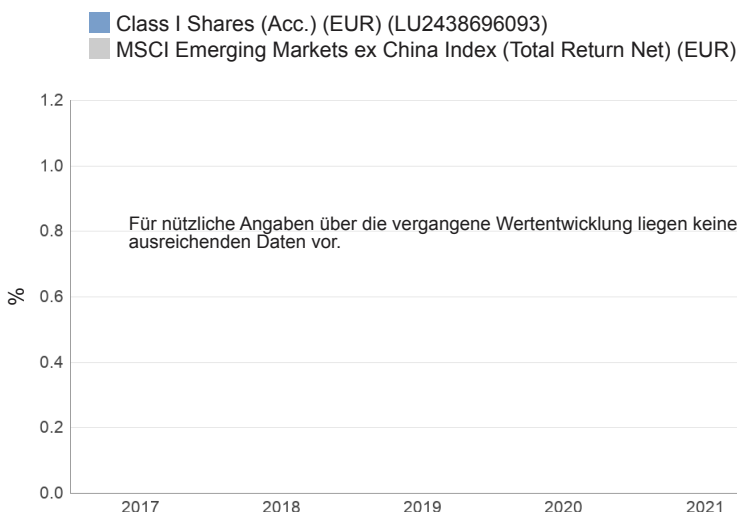 Class I Shares (Acc.) (EUR) (LU2438696093)
MSCI Emerging Markets ex China Index (Total Return Net) (EUR)
1.2
1.0
Für nützliche Angaben über die vergangene Wertentwicklung liegen keine
0.8
ausreichenden Daten vor.
%
0.6
0.4
0.2
0.0
2017 2018 2019 2020 2021